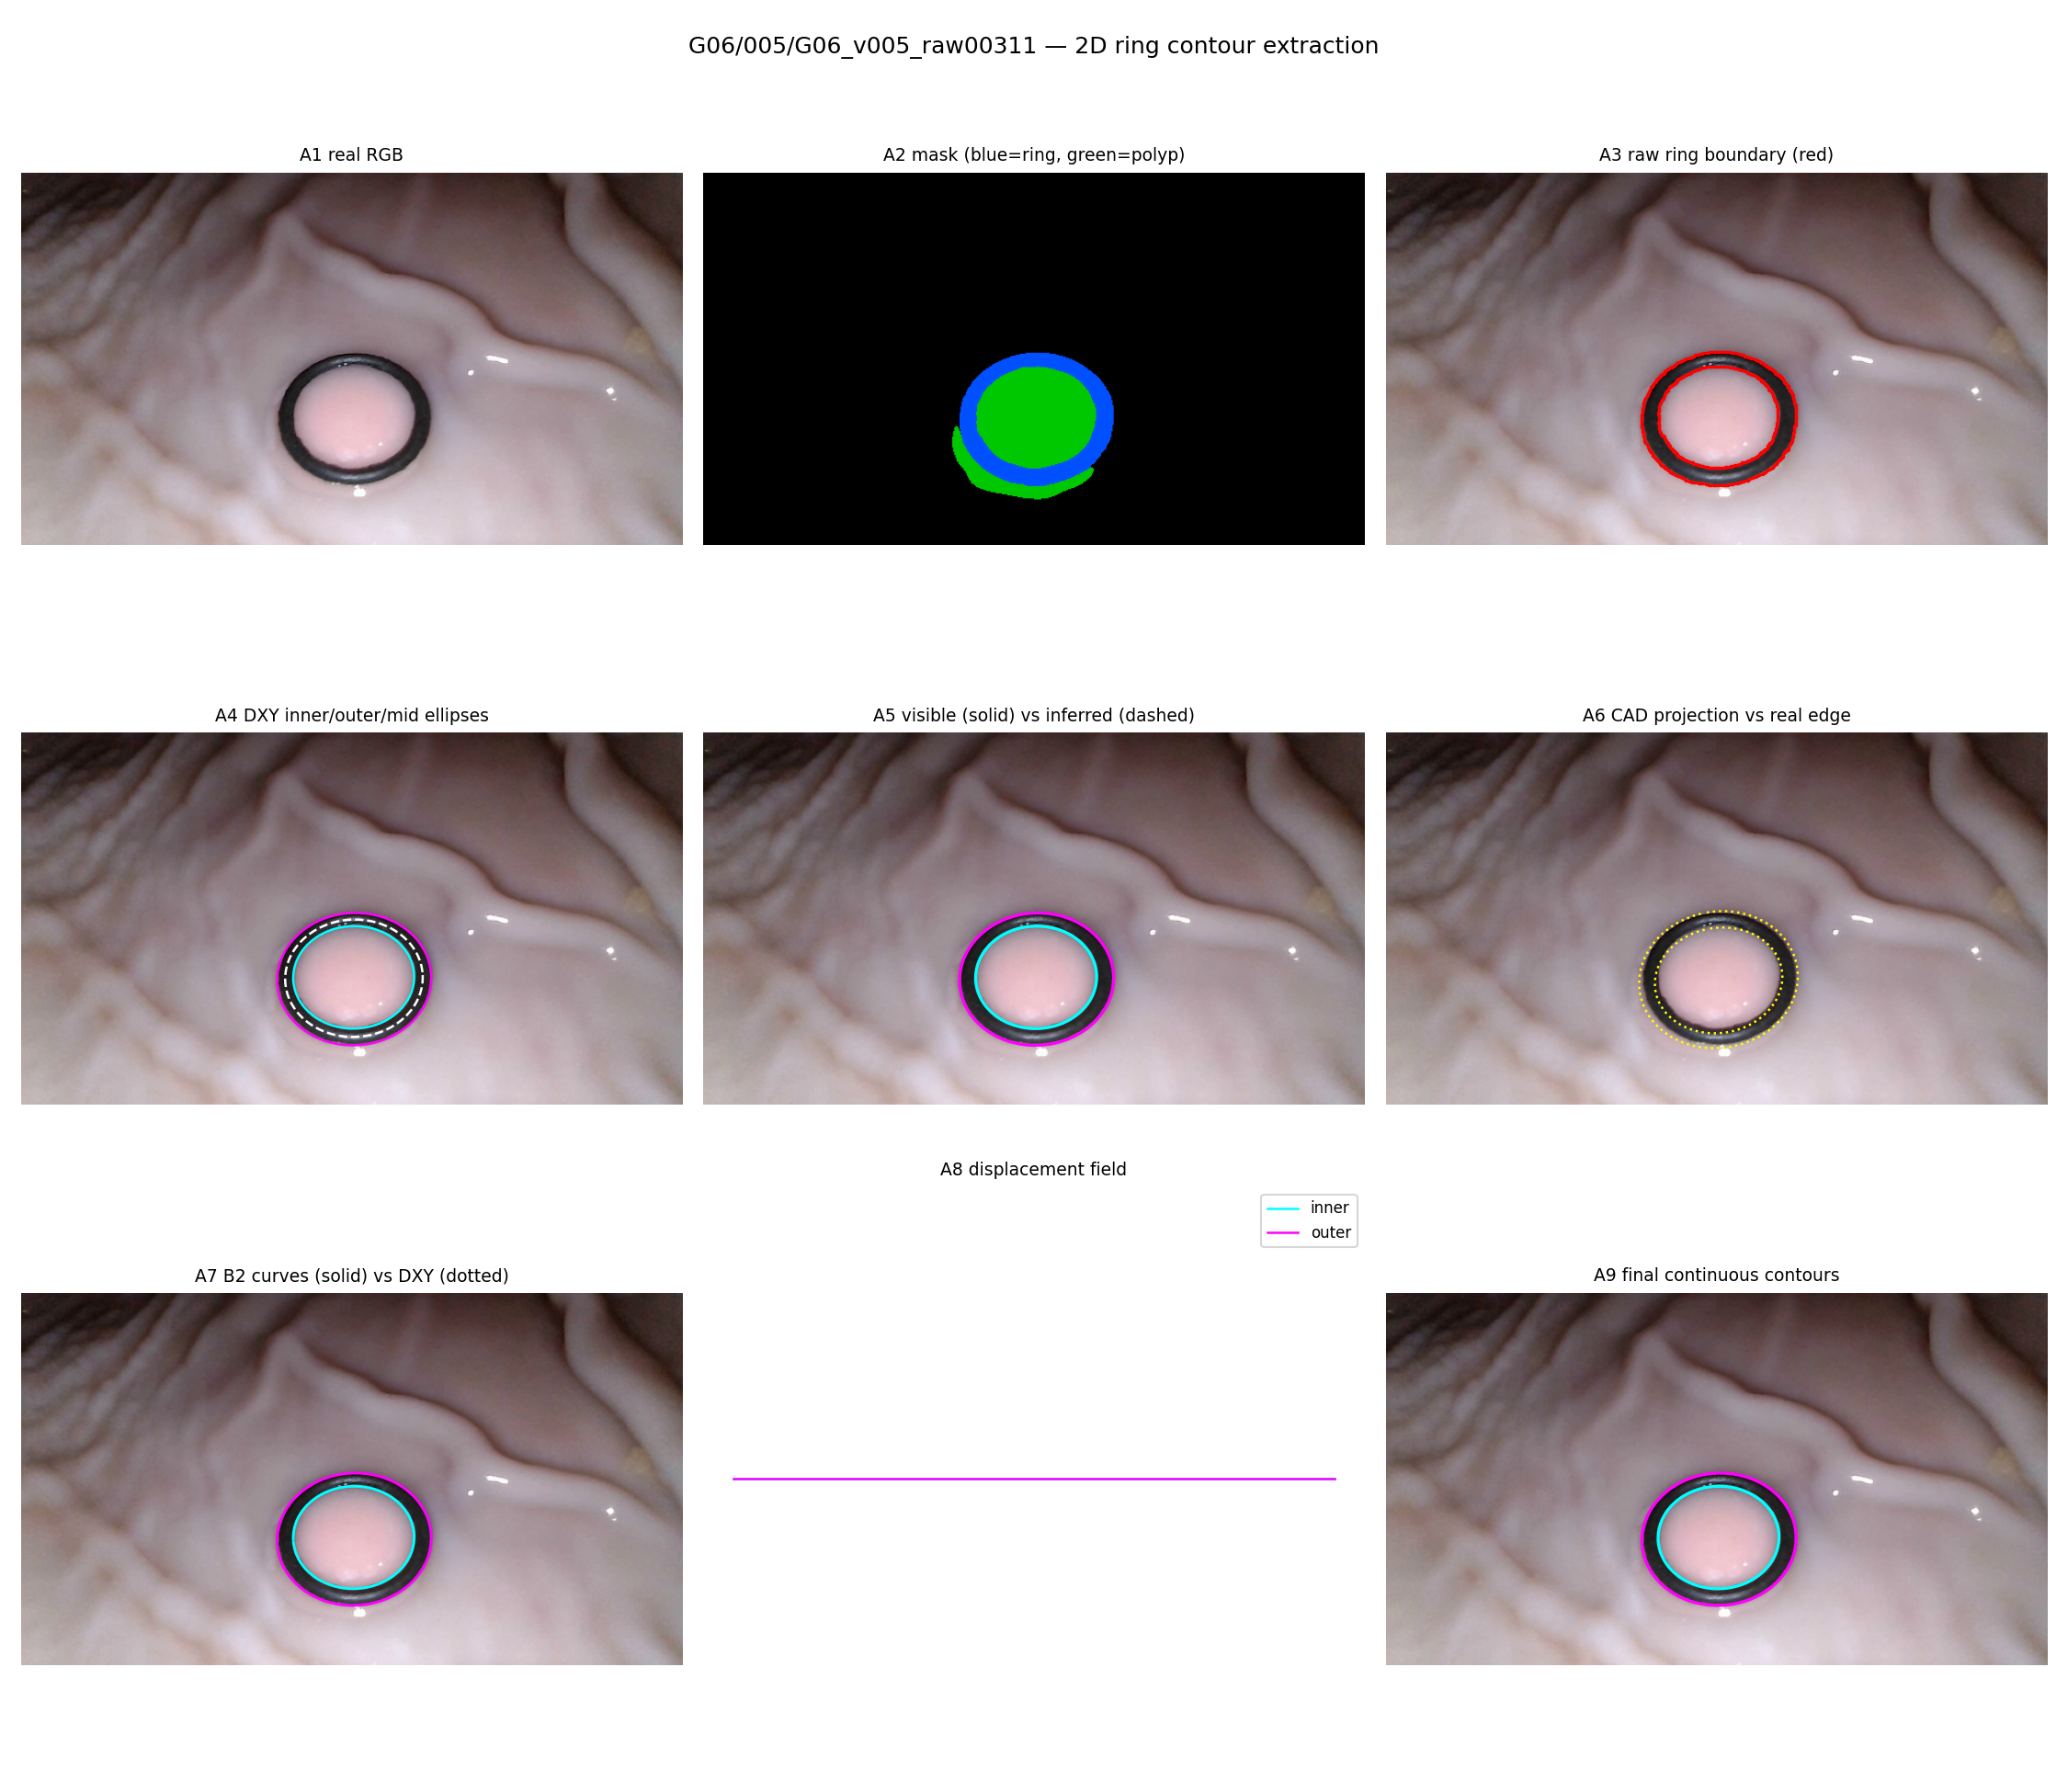 G06/005/G06_v005_raw00311 — 2D ring contour extraction
A1 real RGB
A2 mask (blue=ring, green=polyp)
A3 raw ring boundary (red)
A4 DXY inner/outer/mid ellipses
A5 visible (solid) vs inferred (dashed)
A6 CAD projection vs real edge
A7 B2 curves (solid) vs DXY (dotted)
A8 displacement field
inner
outer
A9 final continuous contours